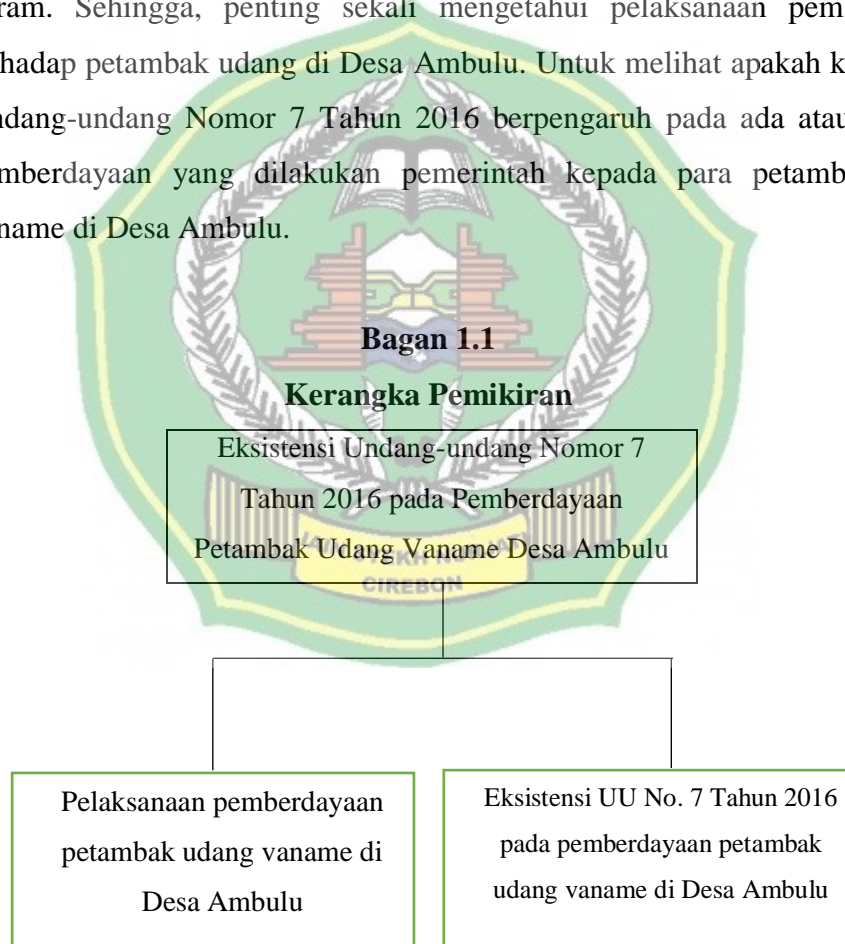 ram. Sehingga, penting sekali mengetahui pelaksanaan pem
hadap petambak udang di Desa Ambulu. Untuk melihat apakah k
ndang-undang Nomor 7 Tahun 2016 berpengaruh pada ada atau
mberdayaan yang dilakukan pemerintah kepada para petamb
name di Desa Ambulu.
Bagan 1.1
Kerangka Pemikiran
Eksistensi Undang-undang Nomor 7
Tahun 2016 pada Pemberdayaan
Petambak Udang Vaname Desa Ambulu
CIREBON
Pelaksanaan pemberdayaan
petambak udang vaname di
Desa Ambulu
Eksistensi UU No. 7 Tahun 2016
pada pemberdayaan petambak
udang vaname di Desa Ambulu